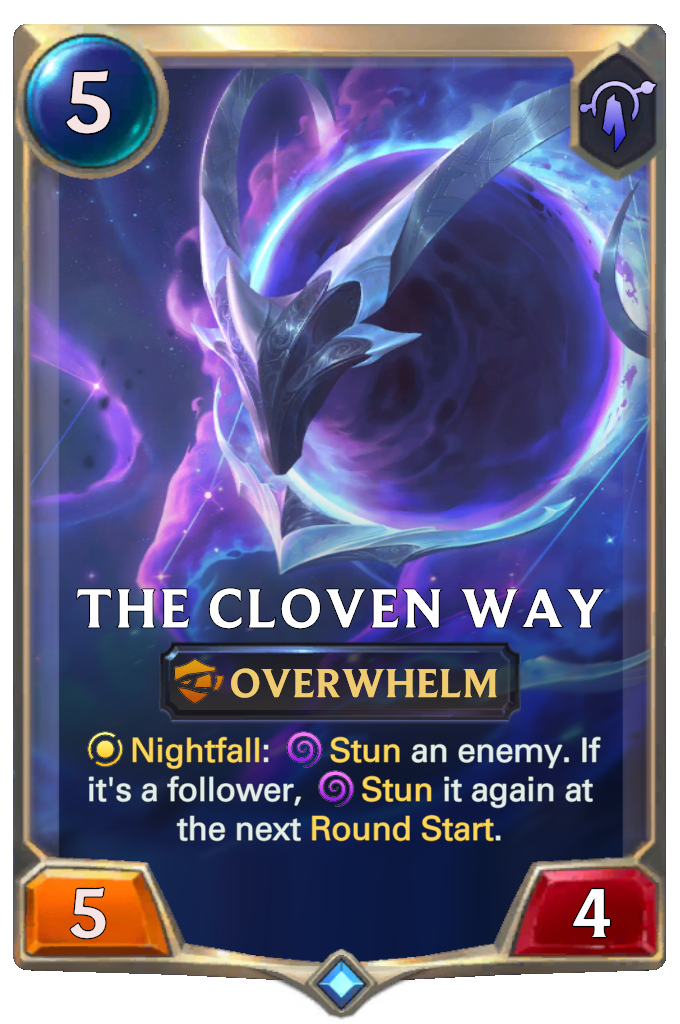 5
THE CLOVEN WAY
OVERWHELM
Nightfall: Stun an enemy. If
it's a follower, Stun it again at
the next Round Start.
5 4